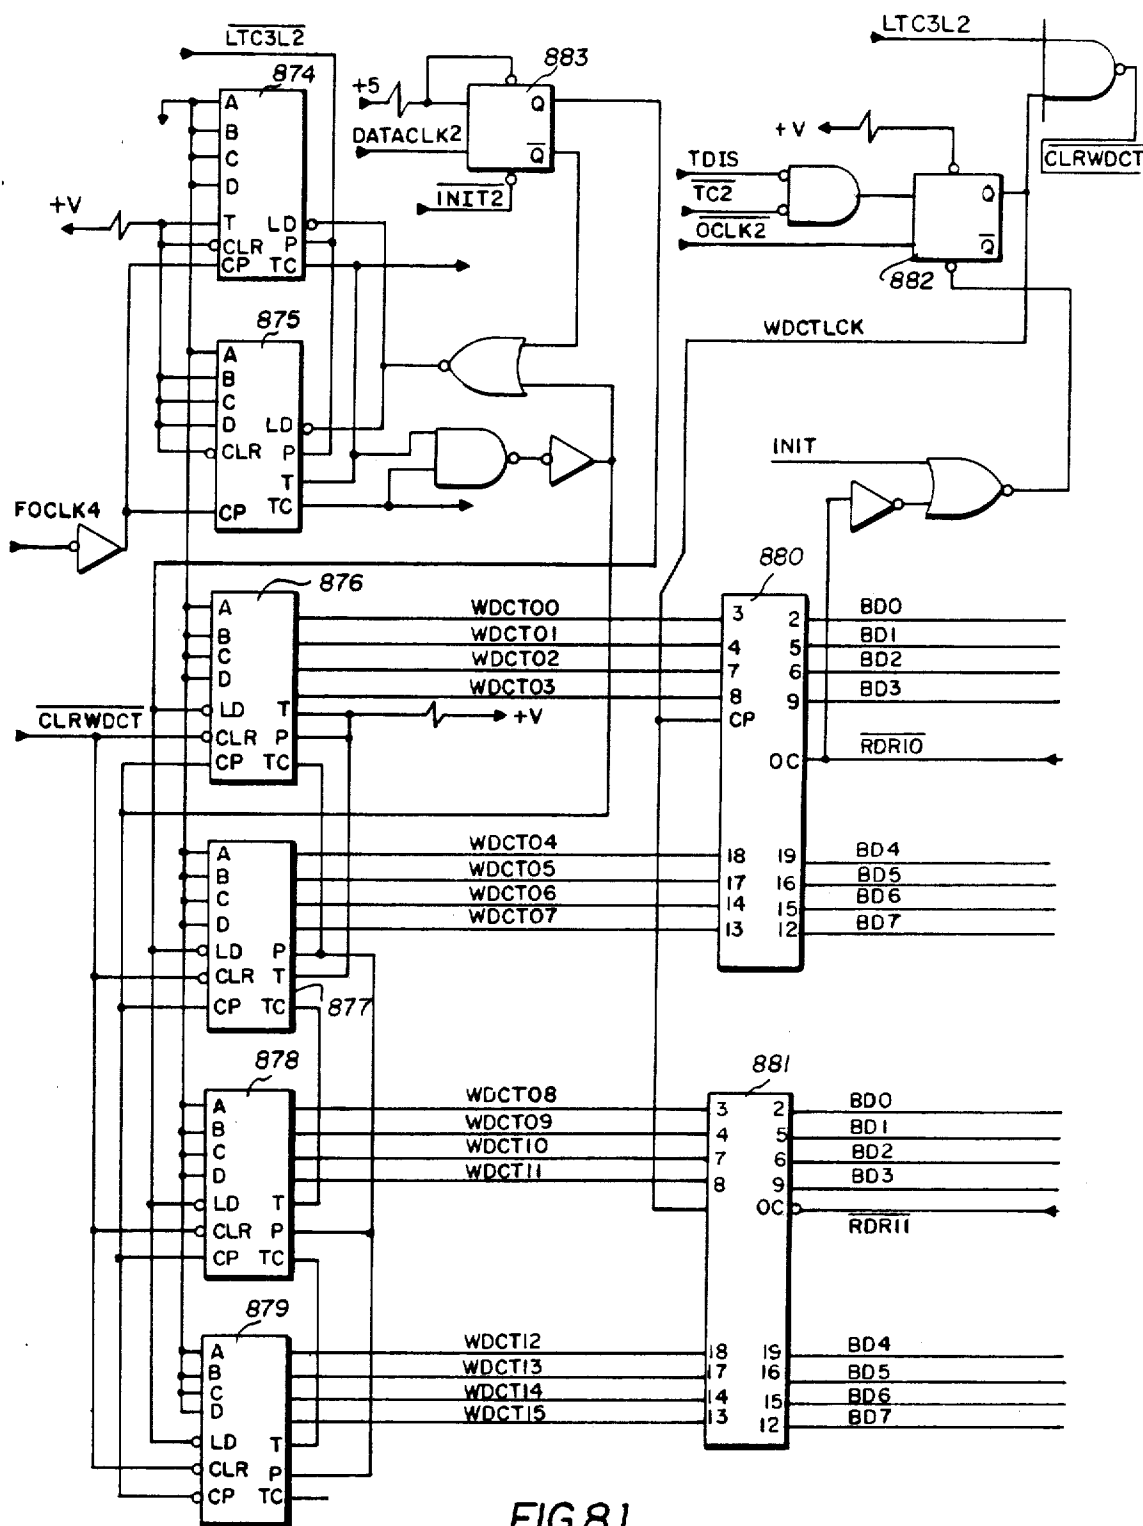 LTC3L2
LTC3L2
874
883
+5
A
B
C
D
T
LD
CLR
P
CP
TC
+V
DATACLK2
Q
Q
INIT2
+V
CLRWDCT
TDIS
TC2
OCLK2
Q
Q
882
875
A
B
C
D
LD
CLR
P
T
TC
CP
WDCTLCK
FOCLK4
INIT
876
880
A
B
C
D
LD
T
CLR
P
CP
TC
CLRWDCT
+V
WDCT00
WDCT01
WDCT02
WDCT03
3
4
7
8
CP
OC
2
5
6
9
BD0
BD1
BD2
BD3
RDR10
A
B
C
D
LD
P
CLR
T
CP
TC
877
WDCT04
WDCT05
WDCT06
WDCT07
18
17
14
13
19
16
15
12
BD4
BD5
BD6
BD7
878
881
A
B
C
D
LD
T
CLR
P
CP
TC
WDCT08
WDCT09
WDCT10
WDCT11
3
4
7
8
2
5
6
9
OC
BD0
BD1
BD2
BD3
RDR11
879
A
B
C
D
LD
T
CLR
P
CP
TC
WDCT12
WDCT13
WDCT14
WDCT15
18
17
14
13
19
16
15
12
BD4
BD5
BD6
BD7
FIG.81